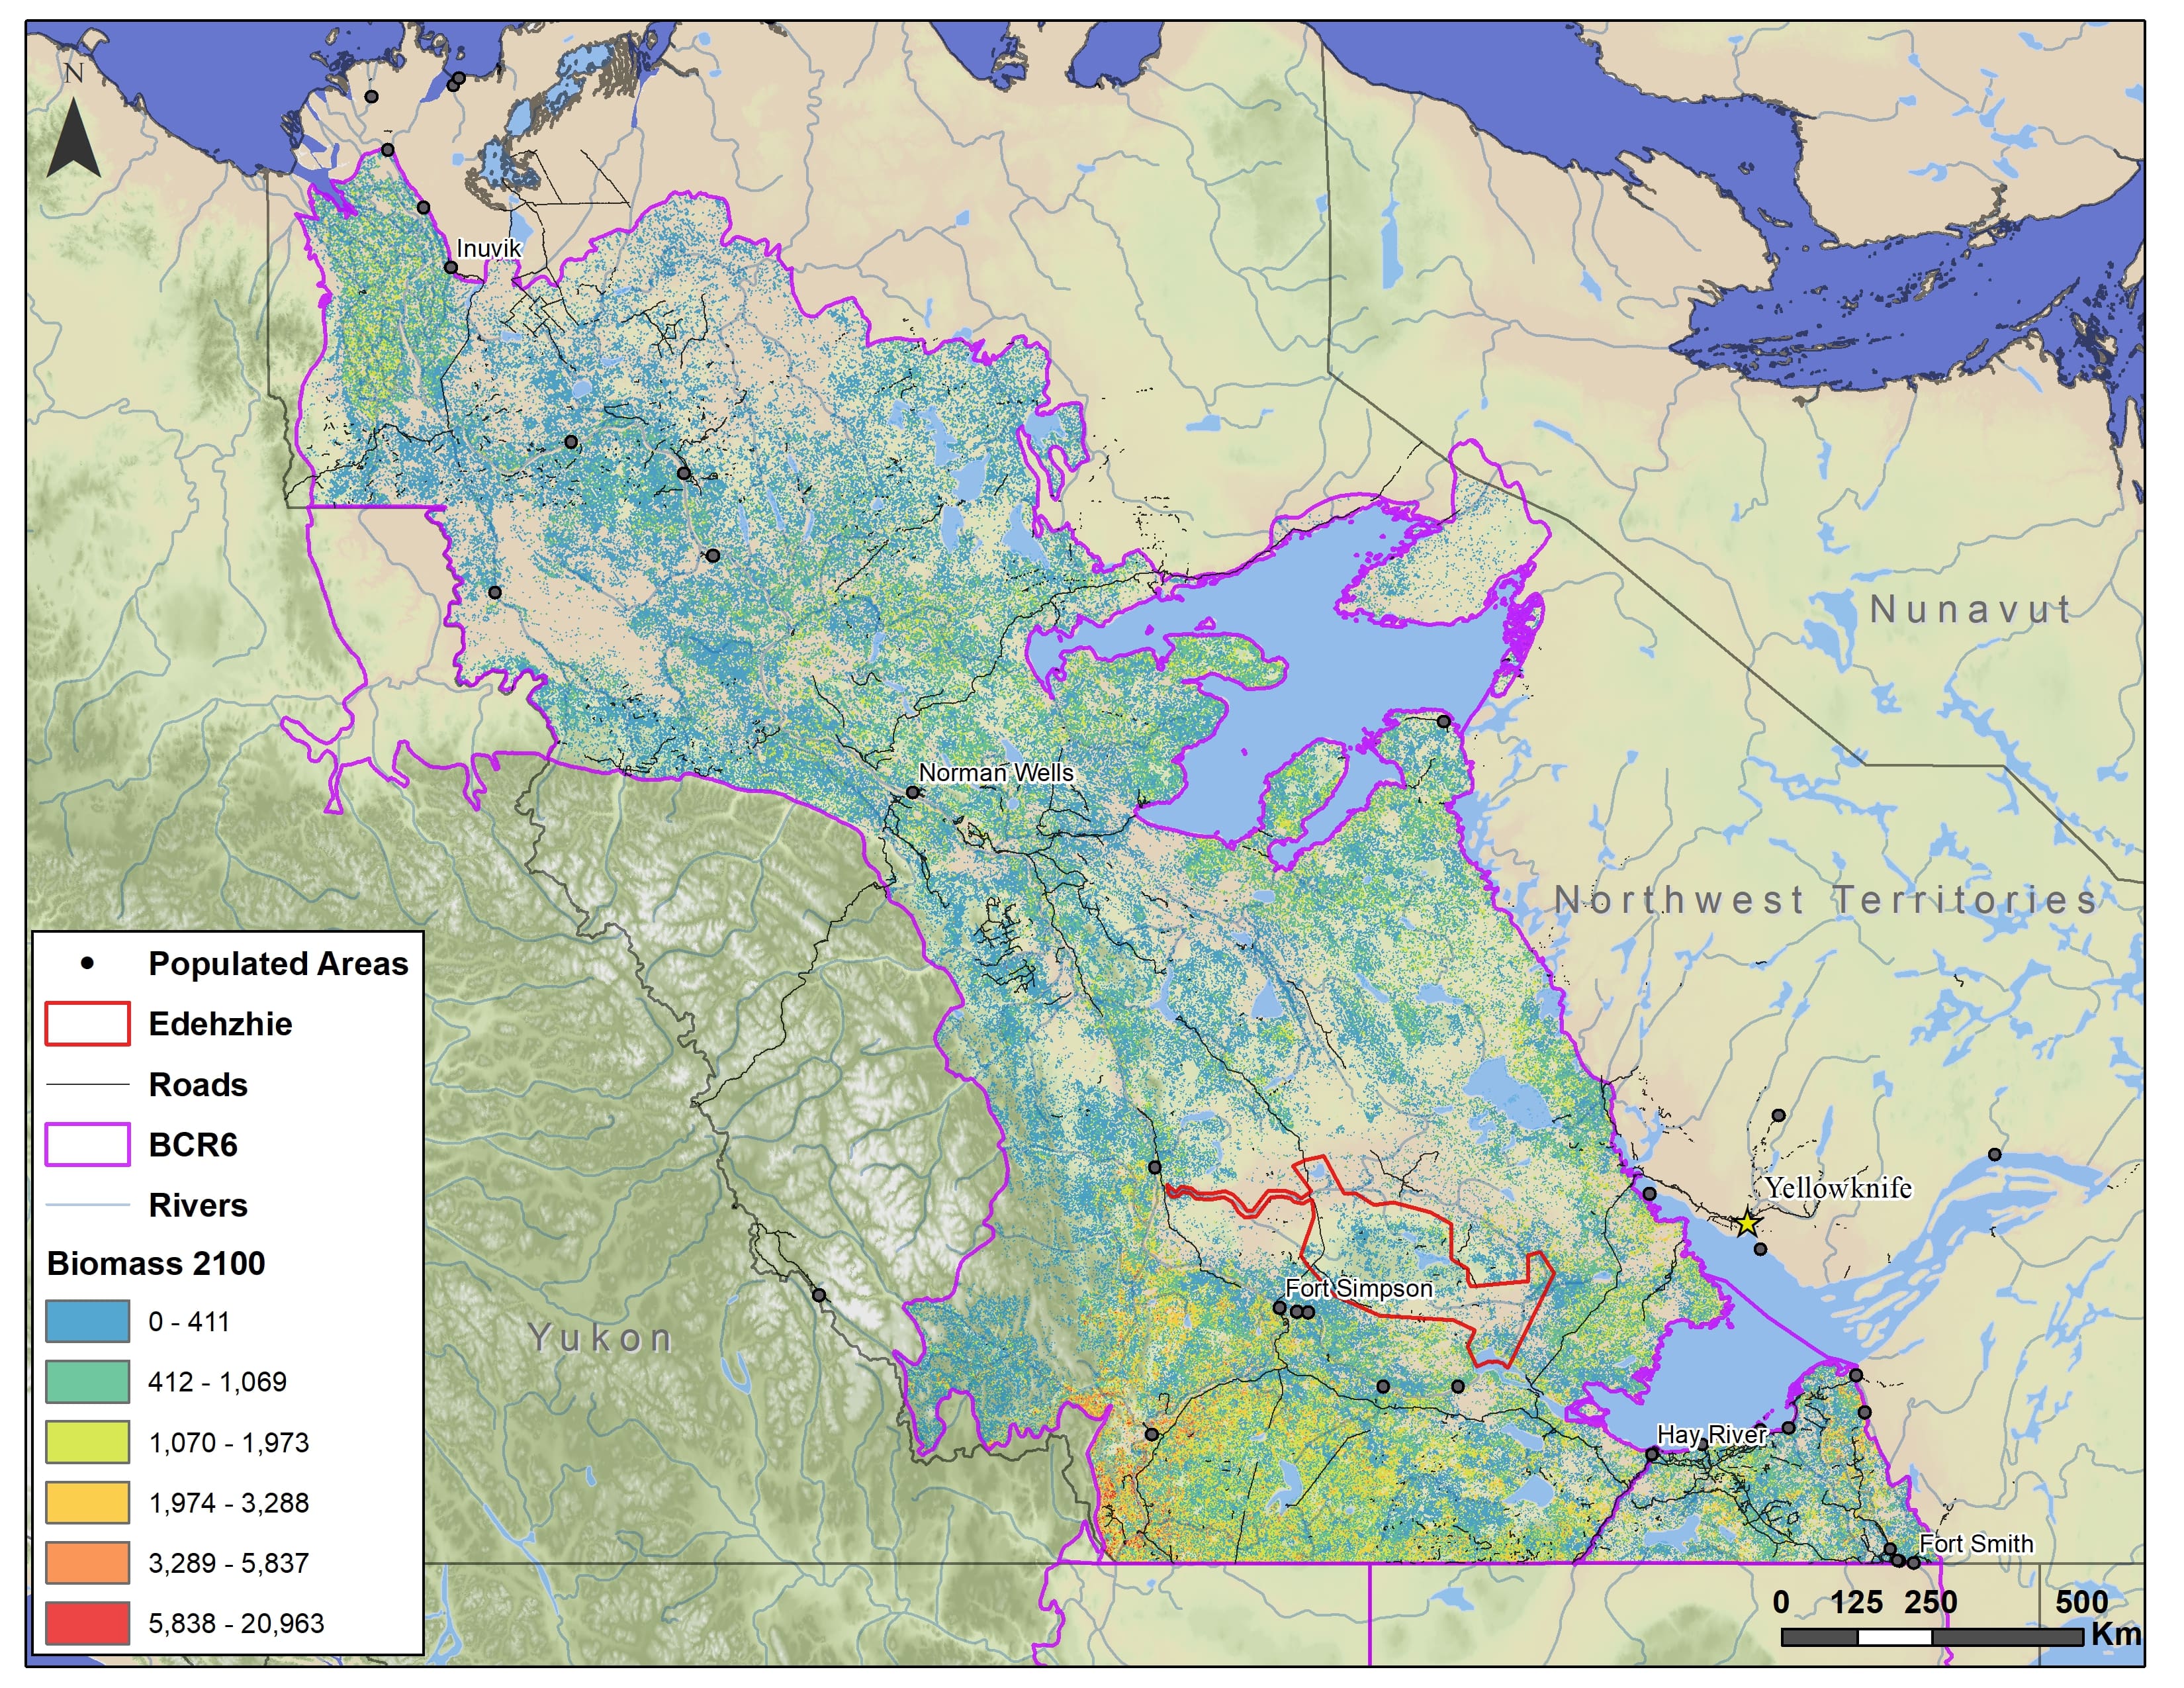 N
Inuvik
Nunavut
Norman Wells
Northwest Territories
Yellowknife
Fort Simpson
Yukon
Hay River
Fort Smith
Populated Areas
Edehzhie
Roads
BCR6
Rivers
Biomass 2100
0 - 411
412 - 1,069
1,070 - 1,973
1,974 - 3,288
3,289 - 5,837
5,838 - 20,963
0 125 250 500
Km